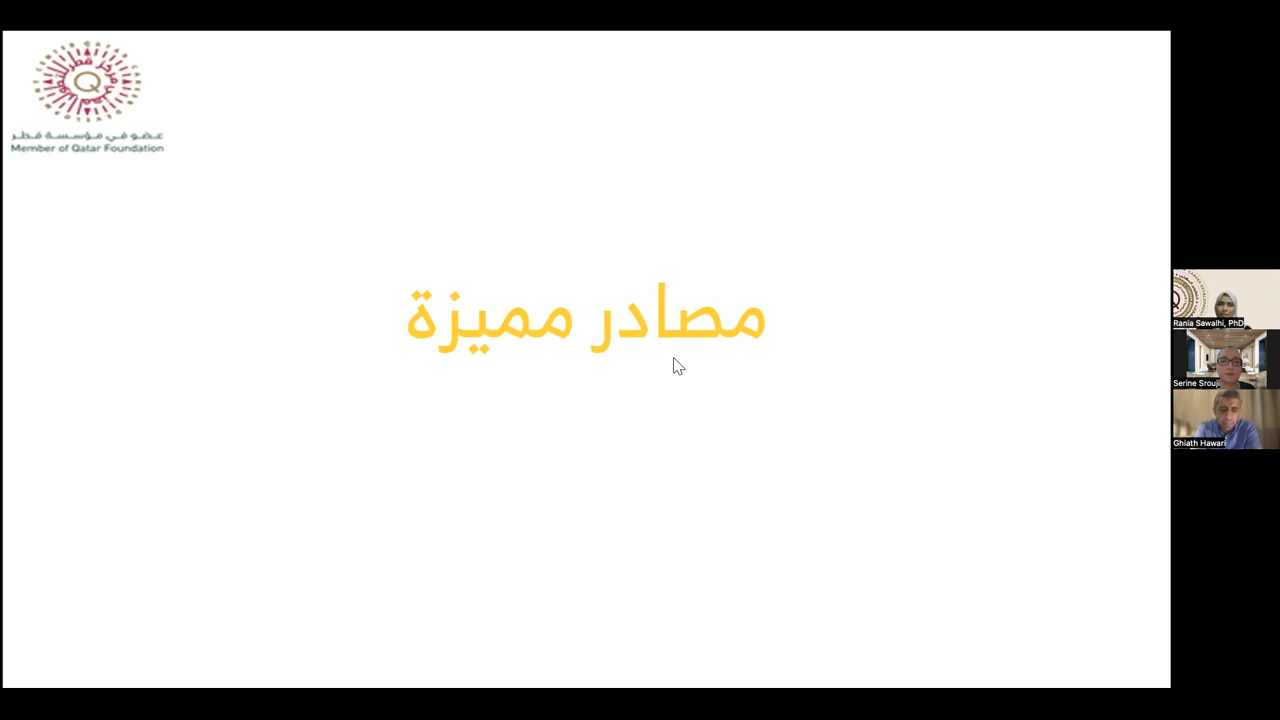 عضو في مؤسسة قطر
Member of Qatar Foundation
مصادر مميزة
Rania Sawalhi, PhD
Serine Srouji
Ghiath Hawari